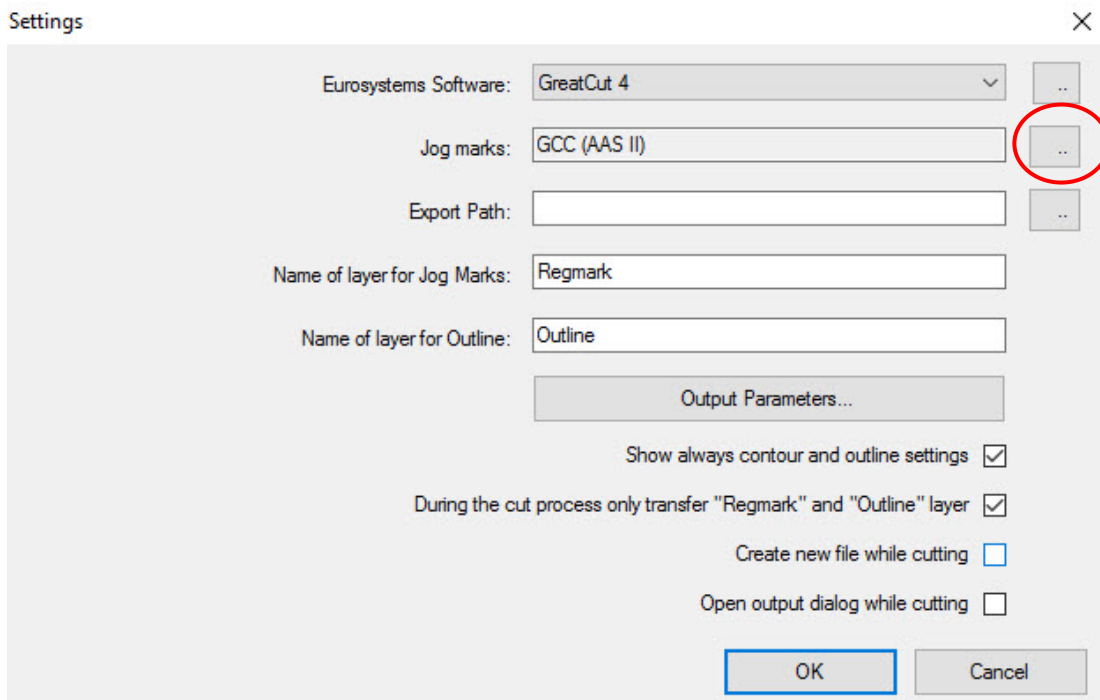 Settings
Eurosystems Software: GreatCut 4 ..
Jog marks: GCC (AAS II) ..
Export Path: ..
Name of layer for Jog Marks: Regmark
Name of layer for Outline: Outline
Output Parameters...
Show always contour and outline settings
During the cut process only transfer "Regmark" and "Outline" layer
Create new file while cutting
Open output dialog while cutting
OK Cancel